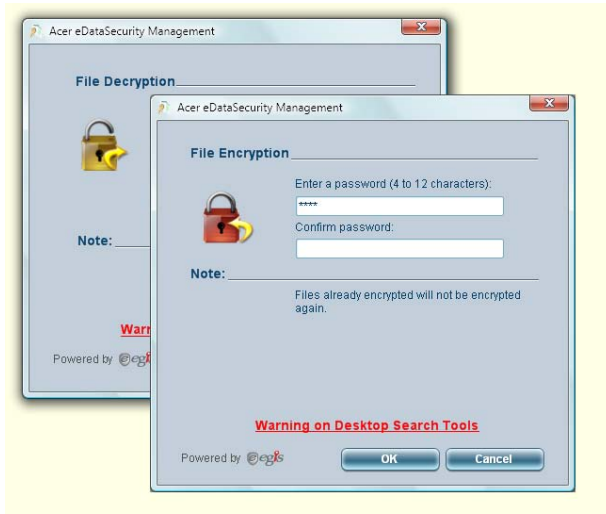 Acer eDataSecurity Management
File Decryption
Note:
Powered by egis
Acer eDataSecurity Management
File Encryption
Enter a password (4 to 12 characters):
****
Confirm password:
Note:
Files already encrypted will not be encrypted
again.
Warning on Desktop Search Tools
Powered by egis
OK
Cancel